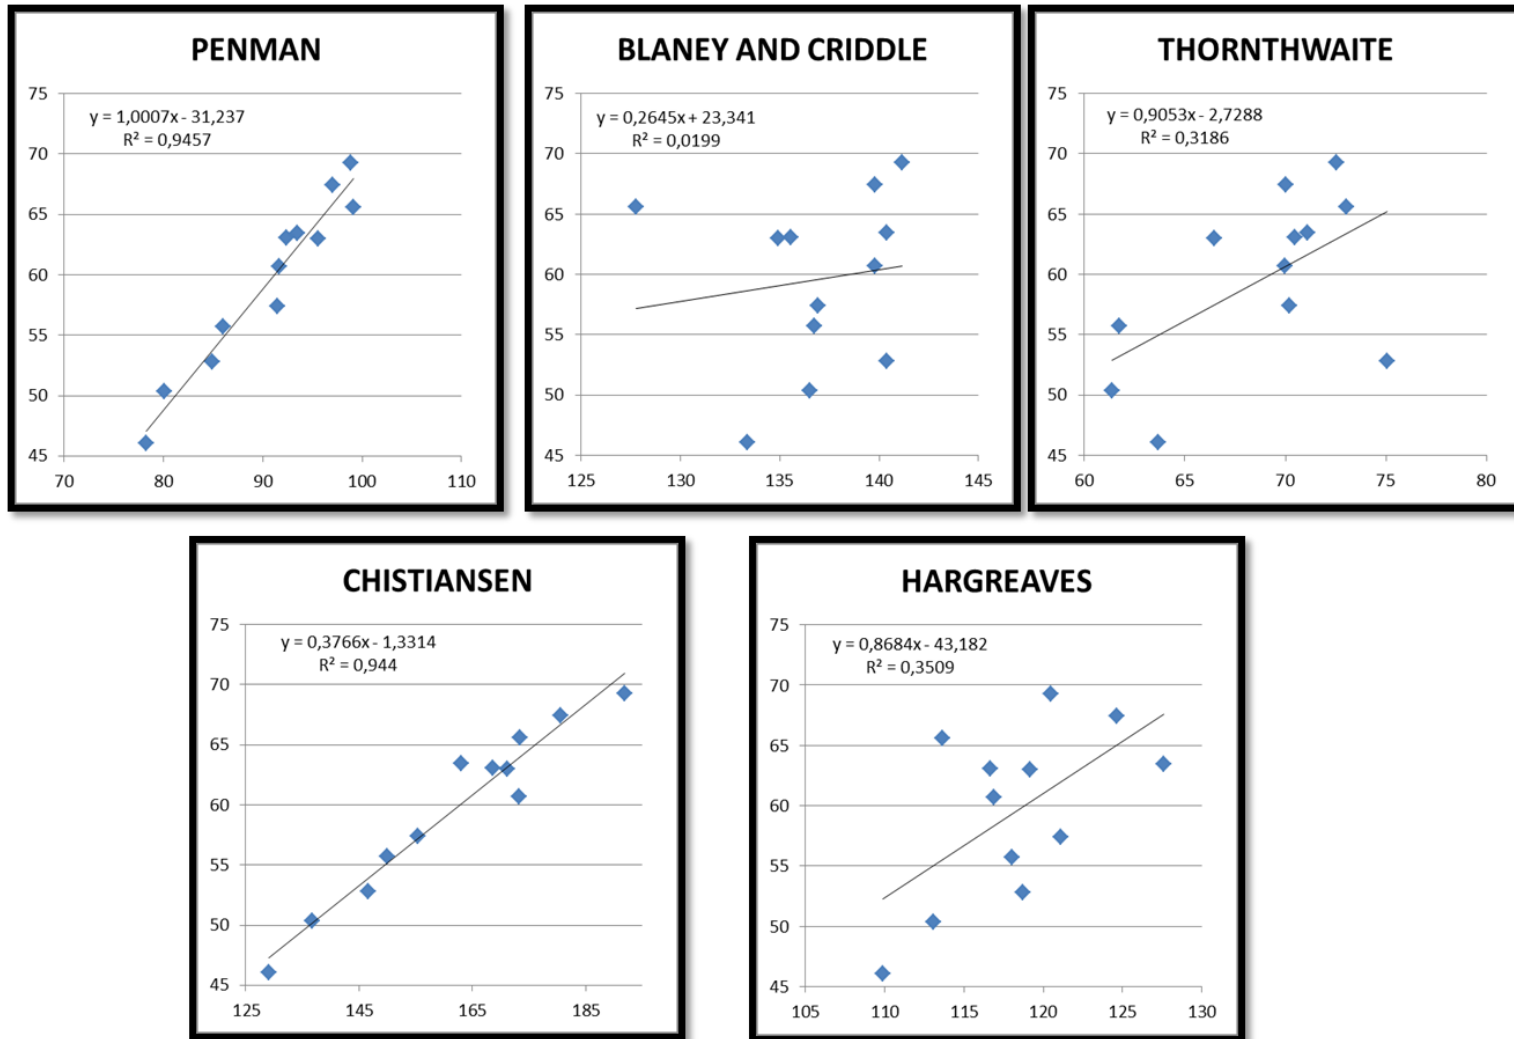 PENMAN
75
y = 1,0007x - 31,237
R² = 0,9457
70
65
60
55
50
45
70 80 90 100 110
BLANEY AND CRIDDLE
75
y = 0,2645x + 23,341
R² = 0,0199
70
65
60
55
50
45
125 130 135 140 145
THORNTHWAITE
75
y = 0,9053x - 2,7288
R² = 0,3186
70
65
60
55
50
45
60 65 70 75 80
CHISTIANSEN
75
y = 0,3766x - 1,3314
R² = 0,944
70
65
60
55
50
45
125 145 165 185
HARGREAVES
75
y = 0,8684x - 43,182
R² = 0,3509
70
65
60
55
50
45
105 110 115 120 125 130